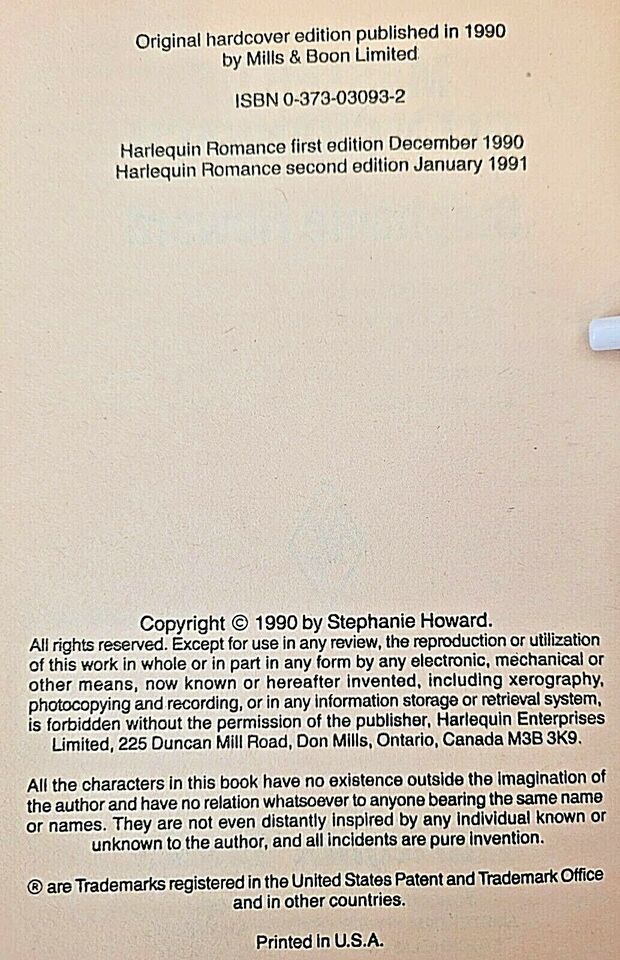 Original hardcover edition published in 1990
by Mills & Boon Limited
ISBN 0-373-03093-2
Harlequin Romance first edition December 1990
Harlequin Romance second edition January 1991
Copyright © 1990 by Stephanie Howard.
All rights reserved. Except for use in any review, the reproduction or utilization
of this work in whole or in part in any form by any electronic, mechanical or
other means, now known or hereafter invented, including xerography,
photocopying and recording, or in any information storage or retrieval system,
is forbidden without the permission of the publisher, Harlequin Enterprises
Limited, 225 Duncan Mill Road, Don Mills, Ontario, Canada M3B 3K9.
All the characters in this book have no existence outside the imagination of
the author and have no relation whatsoever to anyone bearing the same name
or names. They are not even distantly inspired by any individual known or
unknown to the author, and all incidents are pure invention.
® are Trademarks registered in the United States Patent and Trademark Office
and in other countries.
Printed in U.S.A.